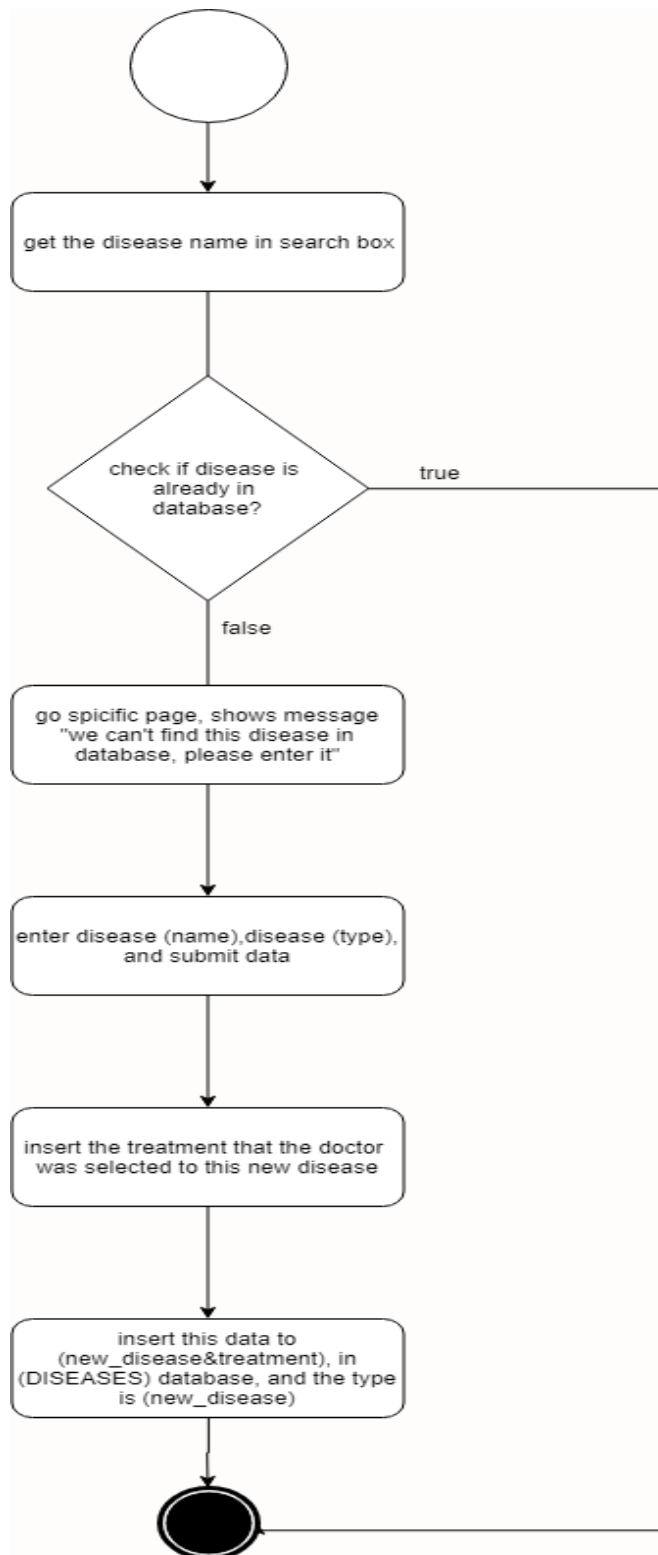 get the disease name in search box
check if disease is
already in
database?
true
false
go spicific page, shows message
"we can't find this disease in
database, please enter it"
enter disease (name),disease (type),
and submit data
insert the treatment that the doctor
was selected to this new disease
insert this data to
(new_disease&treatment), in
(DISEASES) database, and the type
is (new_disease)